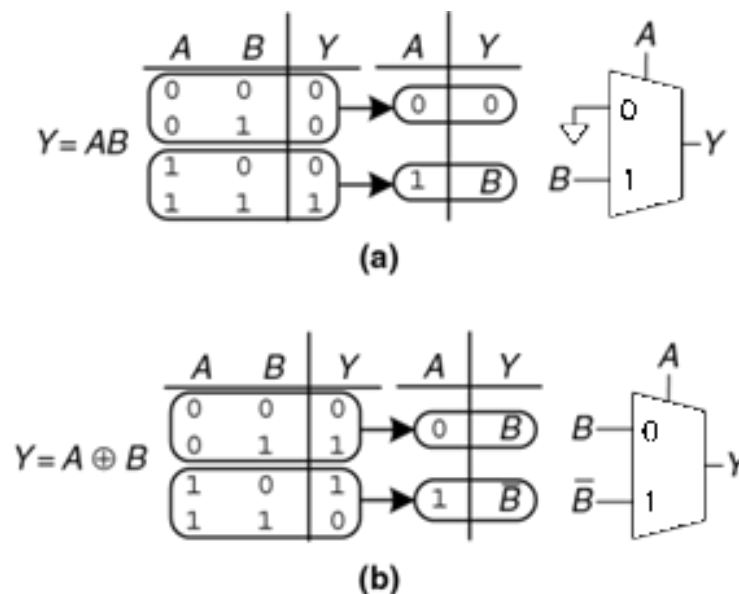 A B Y A Y A
0 0 0 0 0 0
0 1 0
Y = AB
1 0 0 1 B B 1 Y
1 1 1
(a)
A B Y A Y A
0 0 0 0 B B 0
0 1 1
Y = A ⊕ B Y
1 0 1 1 B̅ B̅ 1
1 1 0
(b)